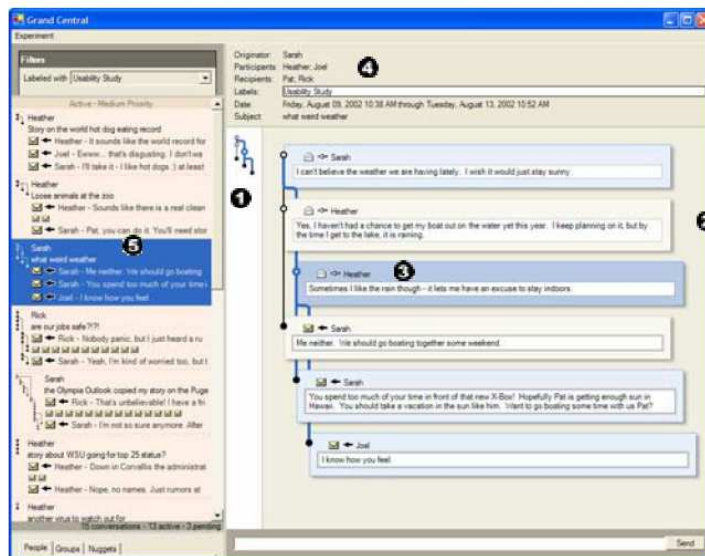 Grand Central
Experiment
Filters
Labeled with Usability Study
Active - Medium Priority
Heather
Story on the world hot dog eating record
Heather - It sounds like the world record for
Joel - Ewww... that's disgusting. I don't wa
Sarah - I'll take it - I like hot dogs :) at least
Heather
Loose animals at the zoo
Heather - Sounds like there is a real clean
Sarah - Pat, you can do it. You'll need stor
5
Sarah
what weird weather
Sarah - Me neither. We should go boating
Sarah - You spend too much of your time i
Joel - I know how you feel
Rick
are our jobs safe?!?!
Rick - Nobody panic, but I just heard a ru
Sarah - Yeah, I'm kind of worried too, but t
Sarah
the Olympia Outlook copied my story on the Puge
Rick - That's unbelievable! I have a fri
Sarah - I'm not so sure anymore. After
Heather
story about WSU going for top 25 status?
Heather - Down in Corvallis the administrat
Heather - Nope, no names. Just rumors at
Heather
another virus to watch out for
15 conversations - 13 active - 3 pending
People Groups Nuggets
Originator: Sarah
Participants: Heather; Joel
4
Recipients: Pat; Rick
Labels: Usability Study
Date: Friday, August 09, 2002 10:38 AM through Tuesday, August 13, 2002 10:52 AM
Subject: what weird weather
1
Sarah
I can't believe the weather we are having lately. I wish it would just stay sunny
Heather
Yes, I haven't had a chance to get my boat out on the water yet this year. I keep planning on it, but by
the time I get to the lake, it is raining.
3
Heather
Sometimes I like the rain though - it lets me have an excuse to stay indoors
Sarah
Me neither. We should go boating together some weekend.
Sarah
You spend too much of your time in front of that new X-Box! Hopefully Pat is getting enough sun in
Hawaii. You should take a vacation in the sun like him. Want to go boating some time with us Pat?
Joel
I know how you feel
Send